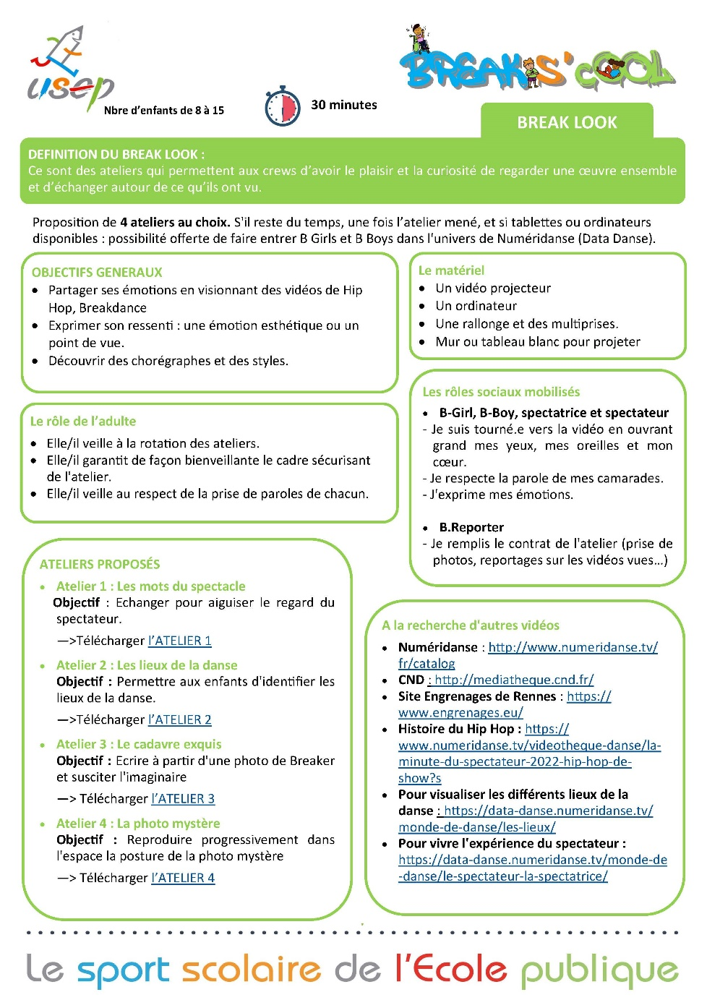 usep
BREAKiS'cOOL
Nbre d'enfants de 8 à 15
30 minutes
BREAK LOOK
DEFINITION DU BREAK LOOK :
Ce sont des ateliers qui permettent aux crews d'avoir le plaisir et la curiosité de regarder une œuvre ensemble
et d'échanger autour de ce qu'ils ont vu.
Proposition de 4 ateliers au choix. S'il reste du temps, une fois l'atelier mené, et si tablettes ou ordinateurs
disponibles : possibilité offerte de faire entrer B Girls et B Boys dans l'univers de Numéridanse (Data Danse).
OBJECTIFS GENERAUX
• Partager ses émotions en visionnant des vidéos de Hip
Hop, Breakdance
• Exprimer son ressenti : une émotion esthétique ou un
point de vue.
• Découvrir des chorégraphes et des styles.
Le matériel
• Un vidéo projecteur
• Un ordinateur
• Une rallonge et des multiprises.
• Mur ou tableau blanc pour projeter
Le rôle de l'adulte
• Elle/il veille à la rotation des ateliers.
• Elle/il garantit de façon bienveillante le cadre sécurisant
de l'atelier.
• Elle/il veille au respect de la prise de paroles de chacun.
Les rôles sociaux mobilisés
• B-Girl, B-Boy, spectatrice et spectateur
- Je suis tourné.e vers la vidéo en ouvrant
grand mes yeux, mes oreilles et mon
cœur.
- Je respecte la parole de mes camarades.
- J'exprime mes émotions.
• B.Reporter
- Je remplis le contrat de l'atelier (prise de
photos, reportages sur les vidéos vues…)
ATELIERS PROPOSÉS
• Atelier 1 : Les mots du spectacle
Objectif : Echanger pour aiguiser le regard du
spectateur.
—>Télécharger l'ATELIER 1
• Atelier 2 : Les lieux de la danse
Objectif : Permettre aux enfants d'identifier les
lieux de la danse.
—>Télécharger l'ATELIER 2
• Atelier 3 : Le cadavre exquis
Objectif : Ecrire à partir d'une photo de Breaker
et susciter l'imaginaire
—> Télécharger l'ATELIER 3
• Atelier 4 : La photo mystère
Objectif : Reproduire progressivement dans
l'espace la posture de la photo mystère
—> Télécharger l'ATELIER 4
A la recherche d'autres vidéos
• Numéridanse : http://www.numeridanse.tv/
fr/catalog
• CND : http://mediatheque.cnd.fr/
• Site Engrenages de Rennes : https://
www.engrenages.eu/
• Histoire du Hip Hop : https://
www.numeridanse.tv/videotheque-danse/la-
minute-du-spectateur-2022-hip-hop-de-
show?s
• Pour visualiser les différents lieux de la
danse : https://data-danse.numeridanse.tv/
monde-de-danse/les-lieux/
• Pour vivre l'expérience du spectateur :
https://data-danse.numeridanse.tv/monde-de
-danse/le-spectateur-la-spectatrice/
Le sport scolaire de l'Ecole publique